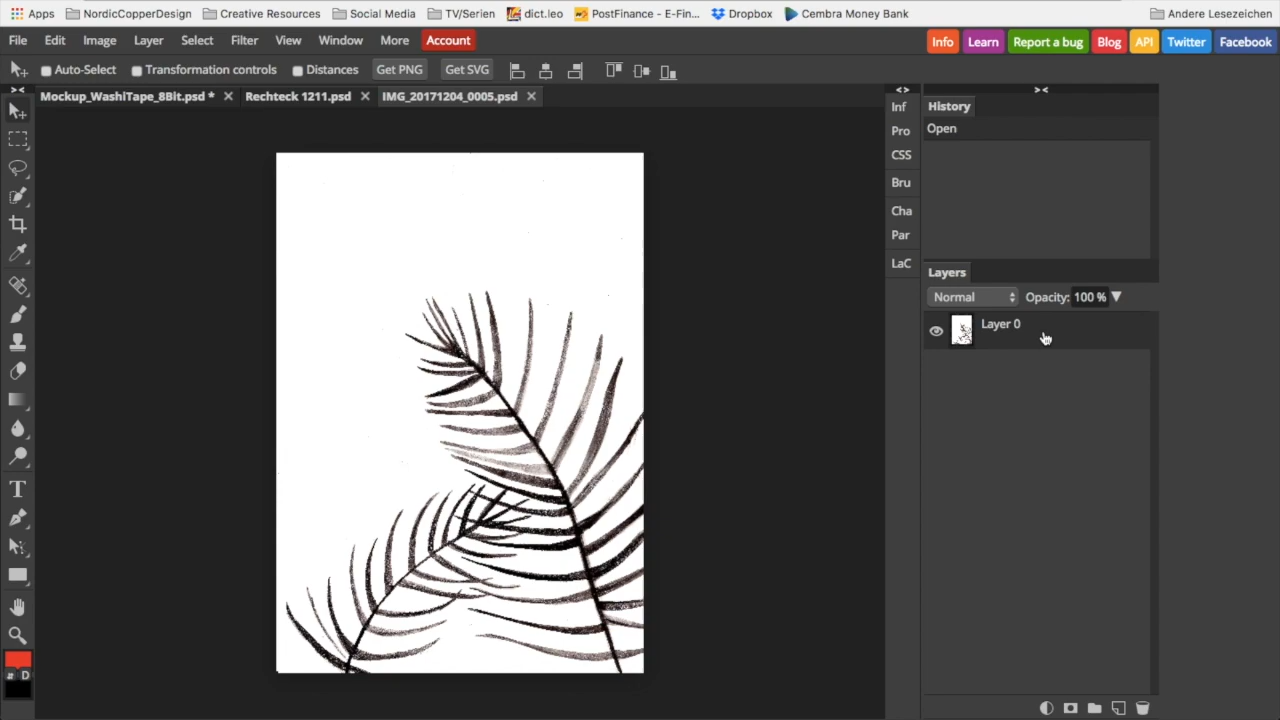 Apps NordicCopperDesign Creative Resources Social Media TV/Serien dict.leo PostFinance - E-Fin... Dropbox Cembra Money Bank Andere Lesezeichen
File Edit Image Layer Select Filter View Window More Account Info Learn Report a bug Blog API Twitter Facebook
Auto-Select Transformation controls Distances Get PNG Get SVG
Mockup_WashiTape_8Bit.psd * Rechteck 1211.psd IMG_20171204_0005.psd
Inf
History
Pro
Open
CSS
Bru
Cha
Par
LaC
Layers
Normal Opacity: 100 %
Layer 0
T
D